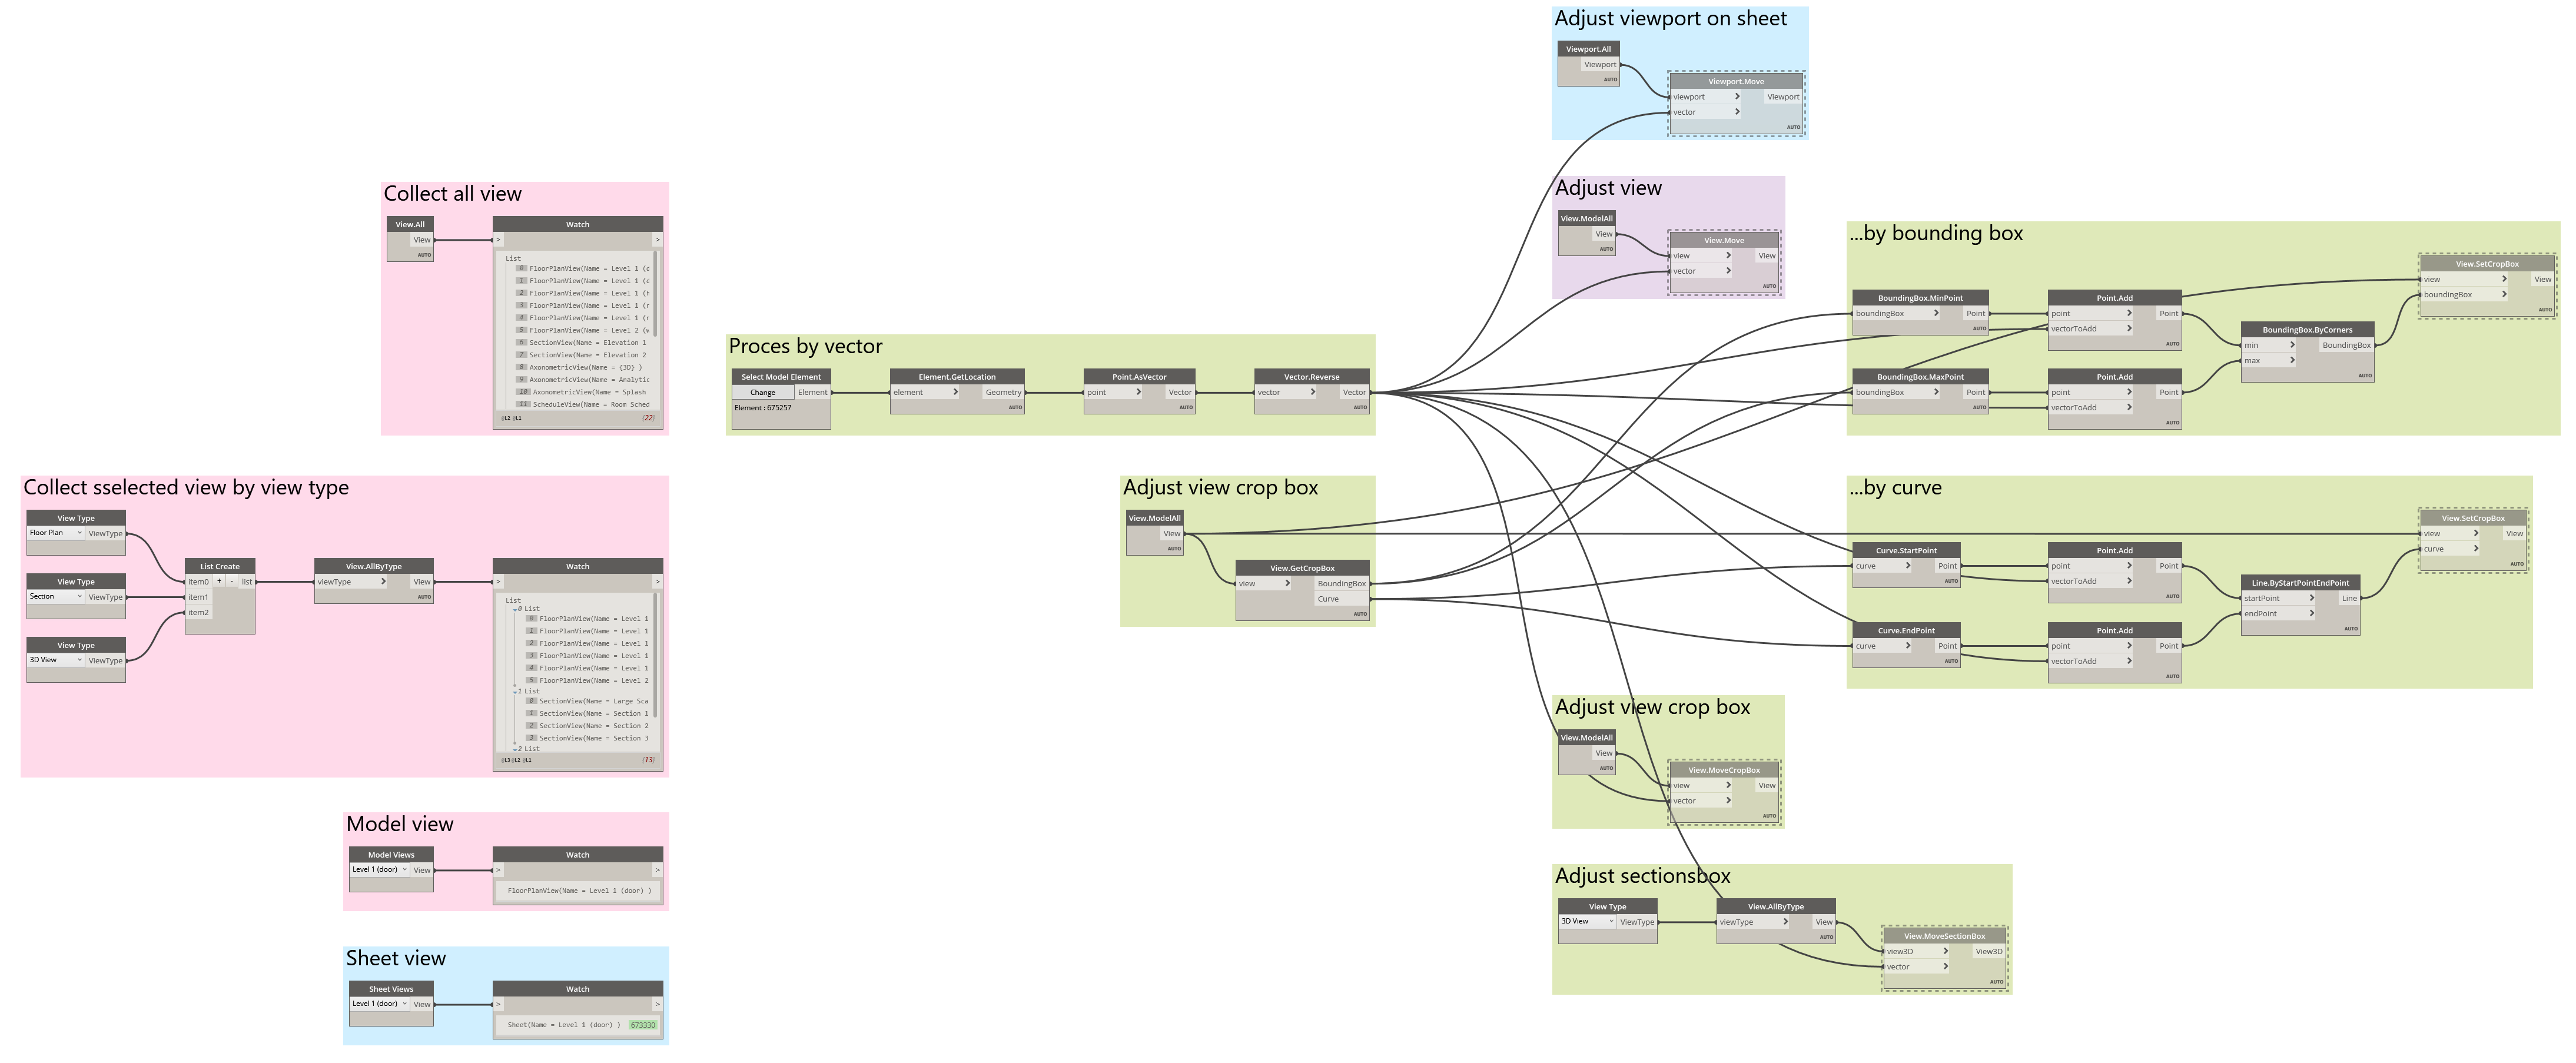 Adjust viewport on sheet
Viewport.All
Viewport
AUTO
Viewport.Move
viewport > Viewport
vector >
AUTO
Collect all view
View.All
View
AUTO
Watch
> >
List
0 FloorPlanView(Name = Level 1 (d
1 FloorPlanView(Name = Level 1 (d
2 FloorPlanView(Name = Level 1 (h
3 FloorPlanView(Name = Level 1 (r
4 FloorPlanView(Name = Level 1 (r
5 FloorPlanView(Name = Level 2 (w
6 SectionView(Name = Elevation 1
7 SectionView(Name = Elevation 2
8 AxonometricView(Name = {3D} )
9 AxonometricView(Name = Analytic
10 AxonometricView(Name = Splash
11 ScheduleView(Name = Room Sched
@L2 @L1 {22}
Adjust view
View.ModelAll
View
AUTO
View.Move
view > View
vector >
AUTO
Proces by vector
Select Model Element
Change Element
Element : 675257
Element.GetLocation
element > Geometry
AUTO
Point.AsVector
point > Vector
AUTO
Vector.Reverse
vector > Vector
AUTO
...by bounding box
BoundingBox.MinPoint
boundingBox > Point
AUTO
Point.Add
point > Point
vectorToAdd >
AUTO
BoundingBox.MaxPoint
boundingBox > Point
AUTO
Point.Add
point > Point
vectorToAdd >
AUTO
BoundingBox.ByCorners
min > BoundingBox
max >
AUTO
View.SetCropBox
view > View
boundingBox >
AUTO
Collect sselected view by view type
View Type
Floor Plan ViewType
View Type
Section ViewType
View Type
3D View ViewType
List Create
item0 + - list
item1
item2
View.AllByType
viewType > View
AUTO
Watch
> >
List
0 List
0 FloorPlanView(Name = Level 1
1 FloorPlanView(Name = Level 1
2 FloorPlanView(Name = Level 1
3 FloorPlanView(Name = Level 1
4 FloorPlanView(Name = Level 1
5 FloorPlanView(Name = Level 2
1 List
0 SectionView(Name = Large Sca
1 SectionView(Name = Section 1
2 SectionView(Name = Section 2
3 SectionView(Name = Section 3
2 List
@L3 @L2 @L1 {13}
Adjust view crop box
View.ModelAll
View
AUTO
View.GetCropBox
view > BoundingBox
Curve
AUTO
...by curve
Curve.StartPoint
curve > Point
AUTO
Point.Add
point > Point
vectorToAdd >
AUTO
Curve.EndPoint
curve > Point
AUTO
Point.Add
point > Point
vectorToAdd >
AUTO
Line.ByStartPointEndPoint
startPoint > Line
endPoint >
AUTO
View.SetCropBox
view > View
curve >
AUTO
Adjust view crop box
View.ModelAll
View
AUTO
View.MoveCropBox
view > View
vector >
AUTO
Model view
Model Views
Level 1 (door) View
Watch
> >
FloorPlanView(Name = Level 1 (door) )
Adjust sectionsbox
View Type
3D View ViewType
View.AllByType
viewType > View
AUTO
View.MoveSectionBox
view3D > View3D
vector >
AUTO
Sheet view
Sheet Views
Level 1 (door) View
Watch
> >
Sheet(Name = Level 1 (door) ) 673330